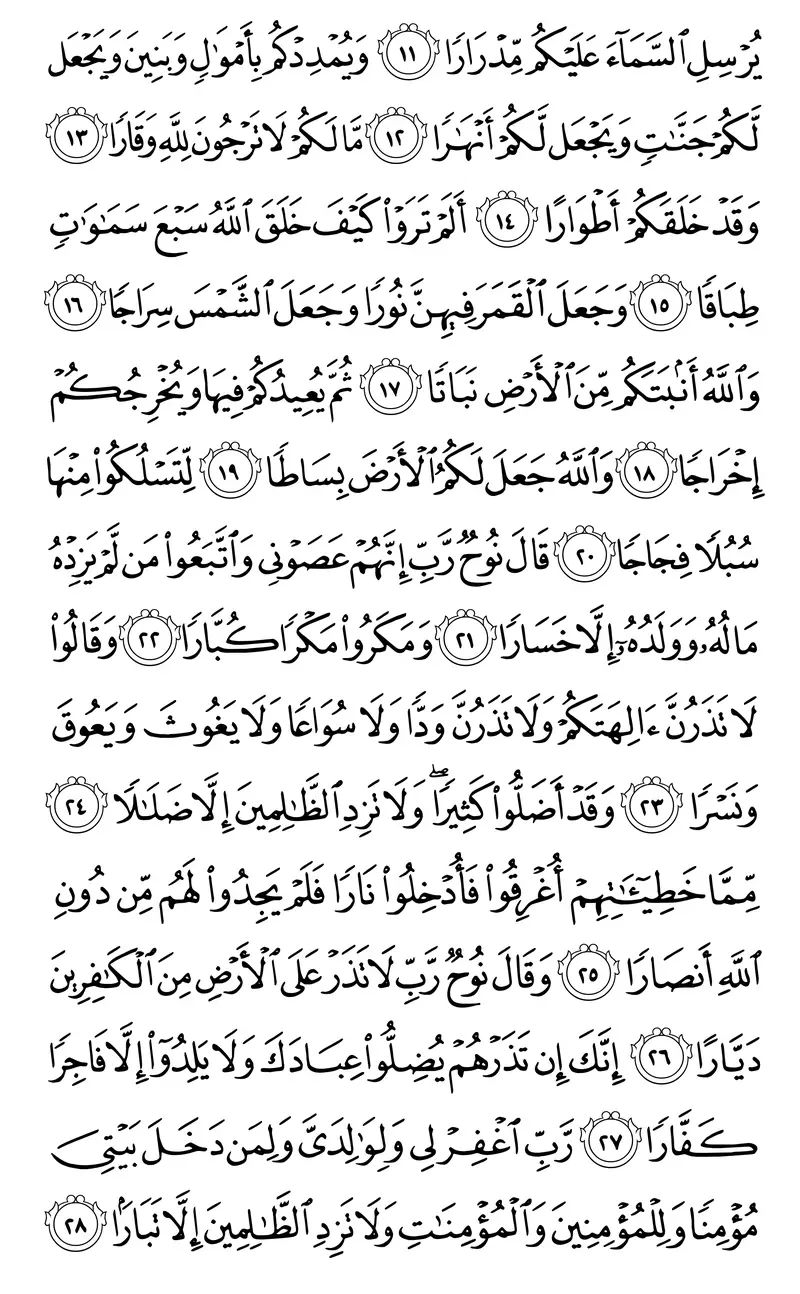 يُرْسِلِ ٱلسَّمَآءَ عَلَيْكُم مِّدْرَارًا ١١ وَيُمْدِدْكُم بِأَمْوَٰلٍ وَبَنِينَ وَيَجْعَل
لَّكُمْ جَنَّـٰتٍ وَيَجْعَل لَّكُمْ أَنْهَـٰرًا ١٢ مَّا لَكُمْ لَا تَرْجُونَ لِلَّهِ وَقَارًا ١٣
وَقَدْ خَلَقَكُمْ أَطْوَارًا ١٤ أَلَمْ تَرَوْا۟ كَيْفَ خَلَقَ ٱللَّهُ سَبْعَ سَمَـٰوَٰتٍ
طِبَاقًا ١٥ وَجَعَلَ ٱلْقَمَرَ فِيهِنَّ نُورًا وَجَعَلَ ٱلشَّمْسَ سِرَاجًا ١٦
وَٱللَّهُ أَنۢبَتَكُم مِّنَ ٱلْأَرْضِ نَبَاتًا ١٧ ثُمَّ يُعِيدُكُمْ فِيهَا وَيُخْرِجُكُمْ
إِخْرَاجًا ١٨ وَٱللَّهُ جَعَلَ لَكُمُ ٱلْأَرْضَ بِسَاطًا ١٩ لِّتَسْلُكُوا۟ مِنْهَا
سُبُلًا فِجَاجًا ٢٠ قَالَ نُوحٌ رَّبِّ إِنَّهُمْ عَصَوْنِى وَٱتَّبَعُوا۟ مَن لَّمْ يَزِدْهُ
مَالُهُۥ وَوَلَدُهُۥٓ إِلَّا خَسَارًا ٢١ وَمَكَرُوا۟ مَكْرًا كُبَّارًا ٢٢ وَقَالُوا۟
لَا تَذَرُنَّ ءَالِهَتَكُمْ وَلَا تَذَرُنَّ وَدًّا وَلَا سُوَاعًا وَلَا يَغُوثَ وَيَعُوقَ
وَنَسْرًا ٢٣ وَقَدْ أَضَلُّوا۟ كَثِيرًا ۖ وَلَا تَزِدِ ٱلظَّـٰلِمِينَ إِلَّا ضَلَـٰلًا ٢٤
مِّمَّا خَطِيٓـَٔـٰتِهِمْ أُغْرِقُوا۟ فَأُدْخِلُوا۟ نَارًا فَلَمْ يَجِدُوا۟ لَهُم مِّن دُونِ
ٱللَّهِ أَنصَارًا ٢٥ وَقَالَ نُوحٌ رَّبِّ لَا تَذَرْ عَلَى ٱلْأَرْضِ مِنَ ٱلْكَـٰفِرِينَ
دَيَّارًا ٢٦ إِنَّكَ إِن تَذَرْهُمْ يُضِلُّوا۟ عِبَادَكَ وَلَا يَلِدُوٓا۟ إِلَّا فَاجِرًا
كَفَّارًا ٢٧ رَّبِّ ٱغْفِرْ لِى وَلِوَٰلِدَىَّ وَلِمَن دَخَلَ بَيْتِىَ
مُؤْمِنًا وَلِلْمُؤْمِنِينَ وَٱلْمُؤْمِنَـٰتِ وَلَا تَزِدِ ٱلظَّـٰلِمِينَ إِلَّا تَبَارًۢا ٢٨